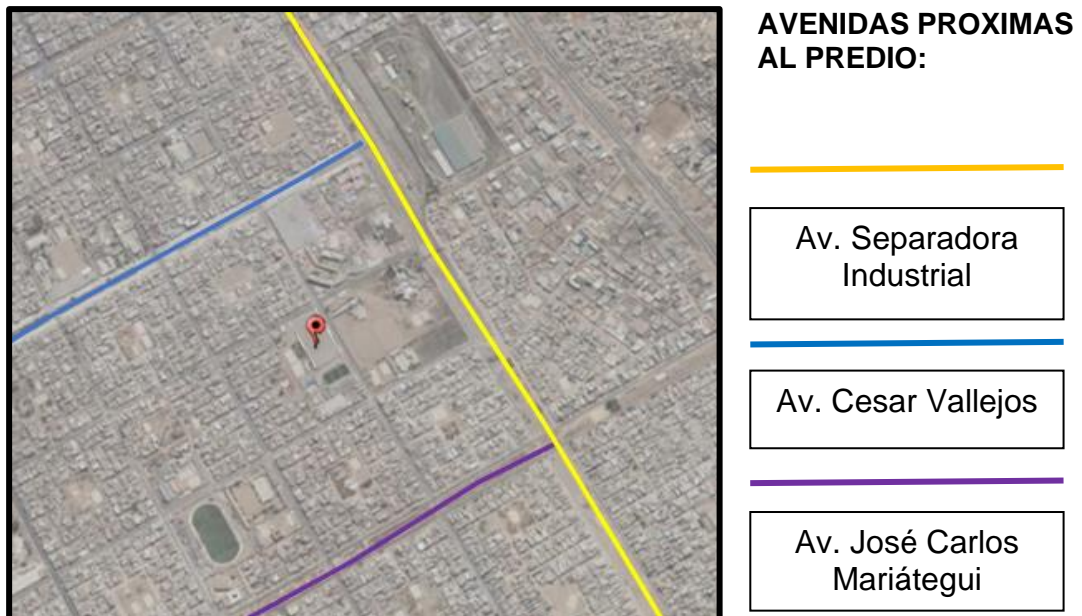 AVENIDAS PROXIMAS
AL PREDIO:
Av. Separadora
Industrial
Av. Cesar Vallejos
Av. José Carlos
Mariátegui